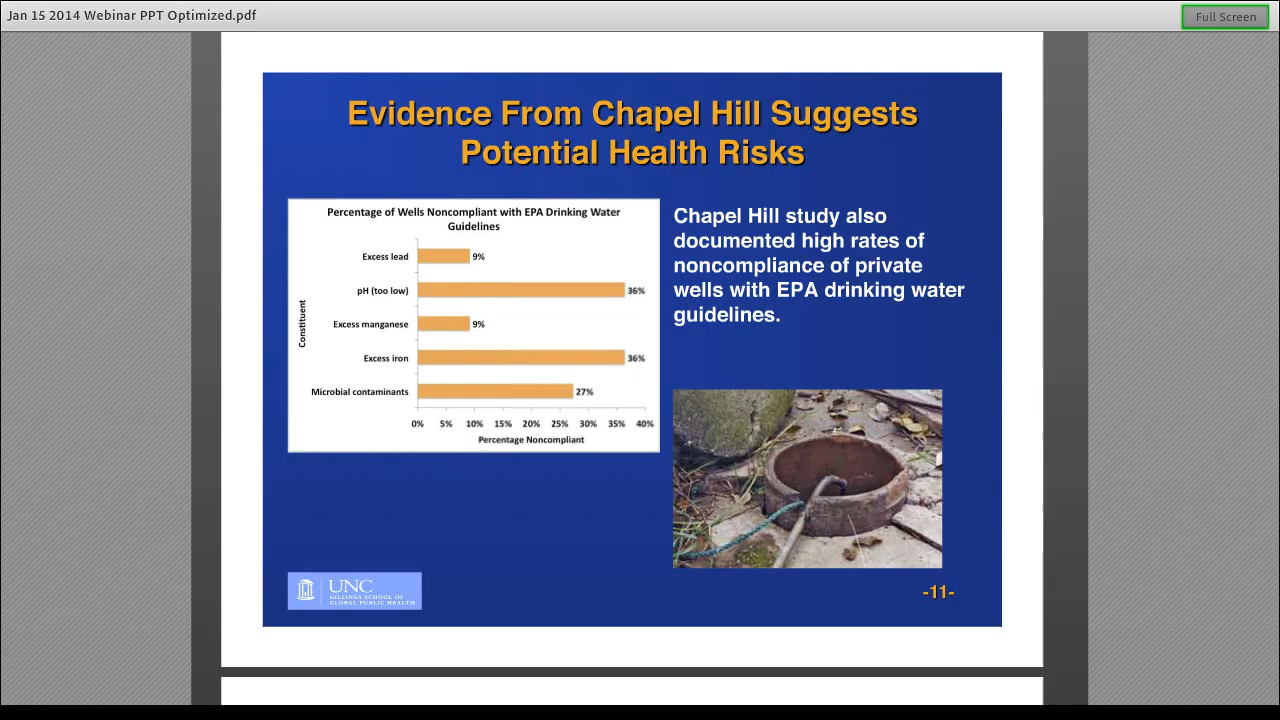 Jan 15 2014 Webinar PPT Optimized.pdf
Full Screen
Evidence From Chapel Hill Suggests
Potential Health Risks
Percentage of Wells Noncompliant with EPA Drinking Water
Guidelines
Constituent
Excess lead 9%
pH (too low) 36%
Excess manganese 9%
Excess iron 36%
Microbial contaminants 27%
0% 5% 10% 15% 20% 25% 30% 35% 40%
Percentage Noncompliant
Chapel Hill study also
documented high rates of
noncompliance of private
wells with EPA drinking water
guidelines.
UNC
GILLINGS SCHOOL OF
GLOBAL PUBLIC HEALTH
-11-